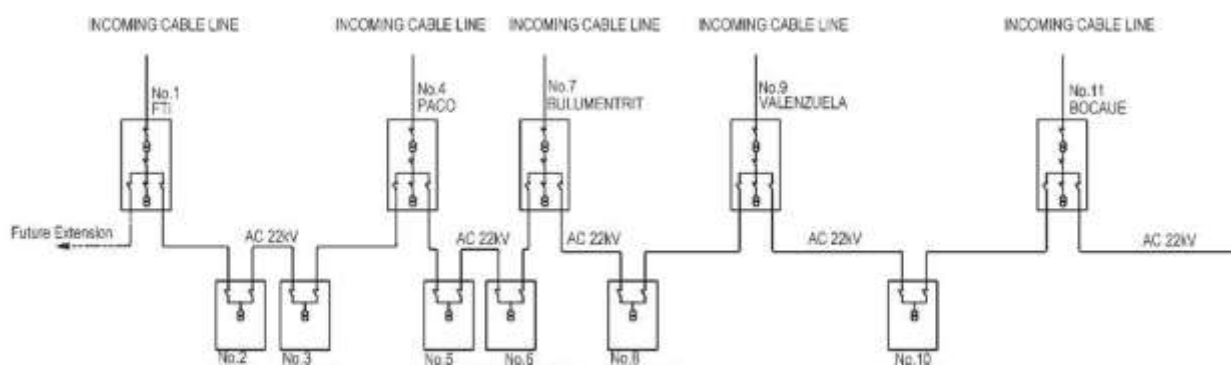 INCOMING CABLE LINE
INCOMING CABLE LINE
INCOMING CABLE LINE
INCOMING CABLE LINE
INCOMING CABLE LINE
No.1
FTI
No.4
PACO
No.7
BULUMENTRIT
No.9
VALENZUELA
No.11
BOCAUE
Future Extension
AC 22kV
AC 22kV
AC 22kV
AC 22kV
AC 22kV
No.2
No.3
No.5
No.6
No.8
No.10